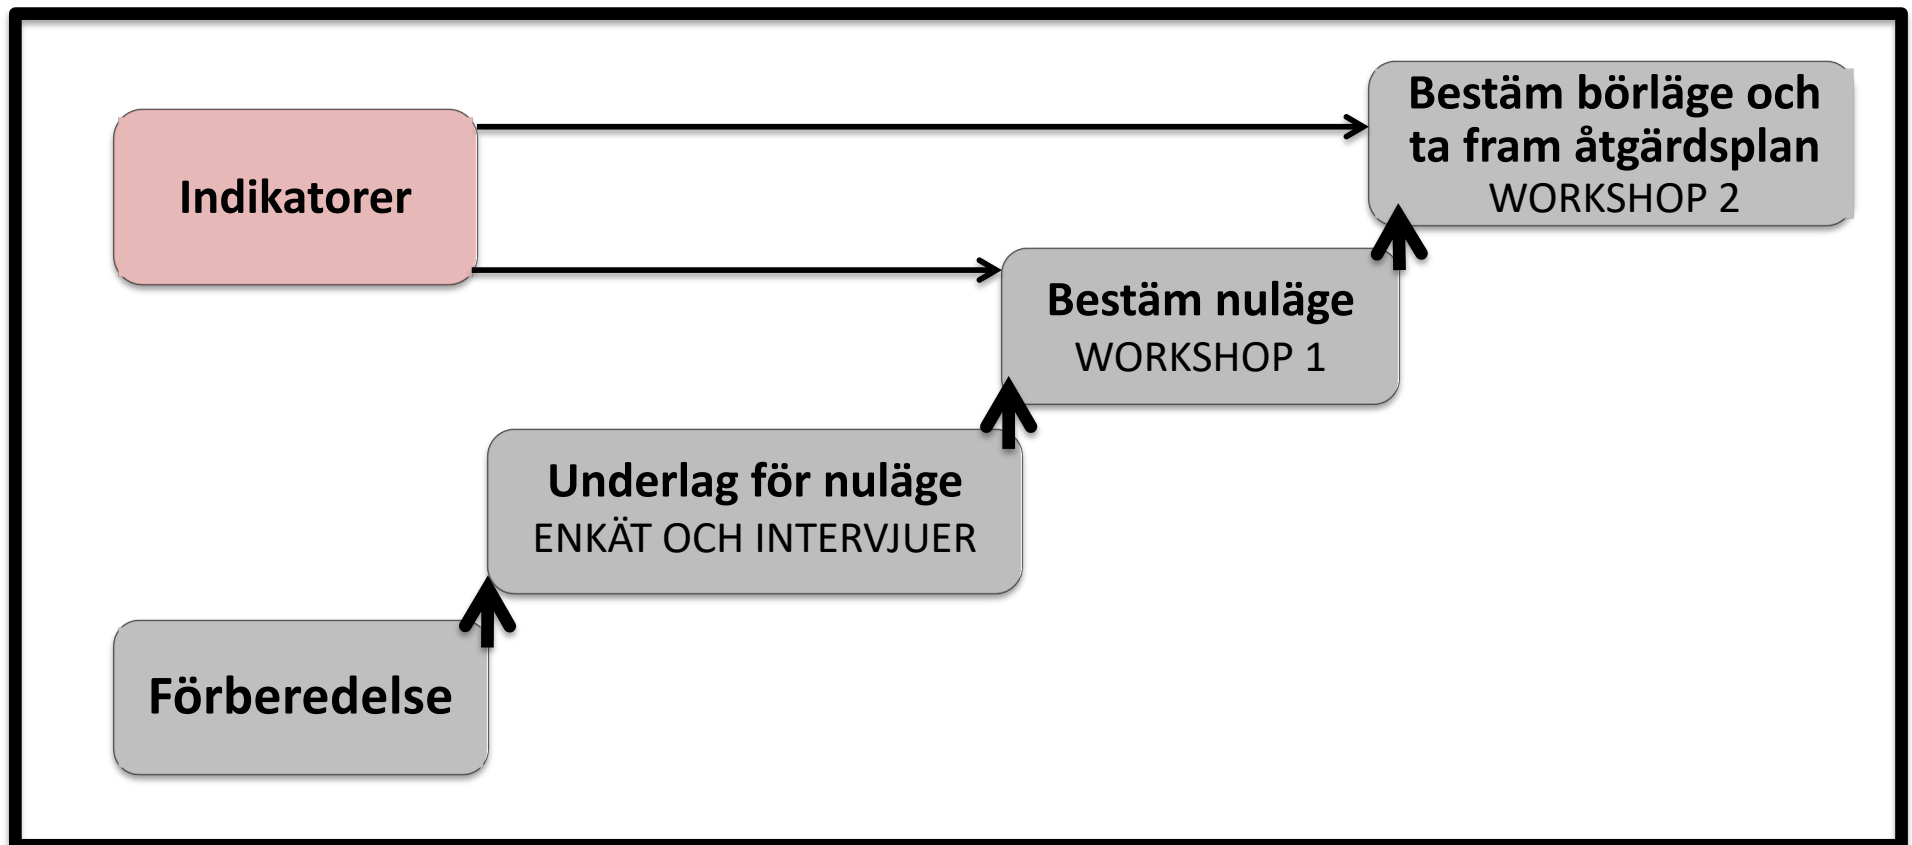 Indikatorer
Bestäm börläge och
ta fram åtgärdsplan
WORKSHOP 2
Bestäm nuläge
WORKSHOP 1
Underlag för nuläge
ENKÄT OCH INTERVJUER
Förberedelse